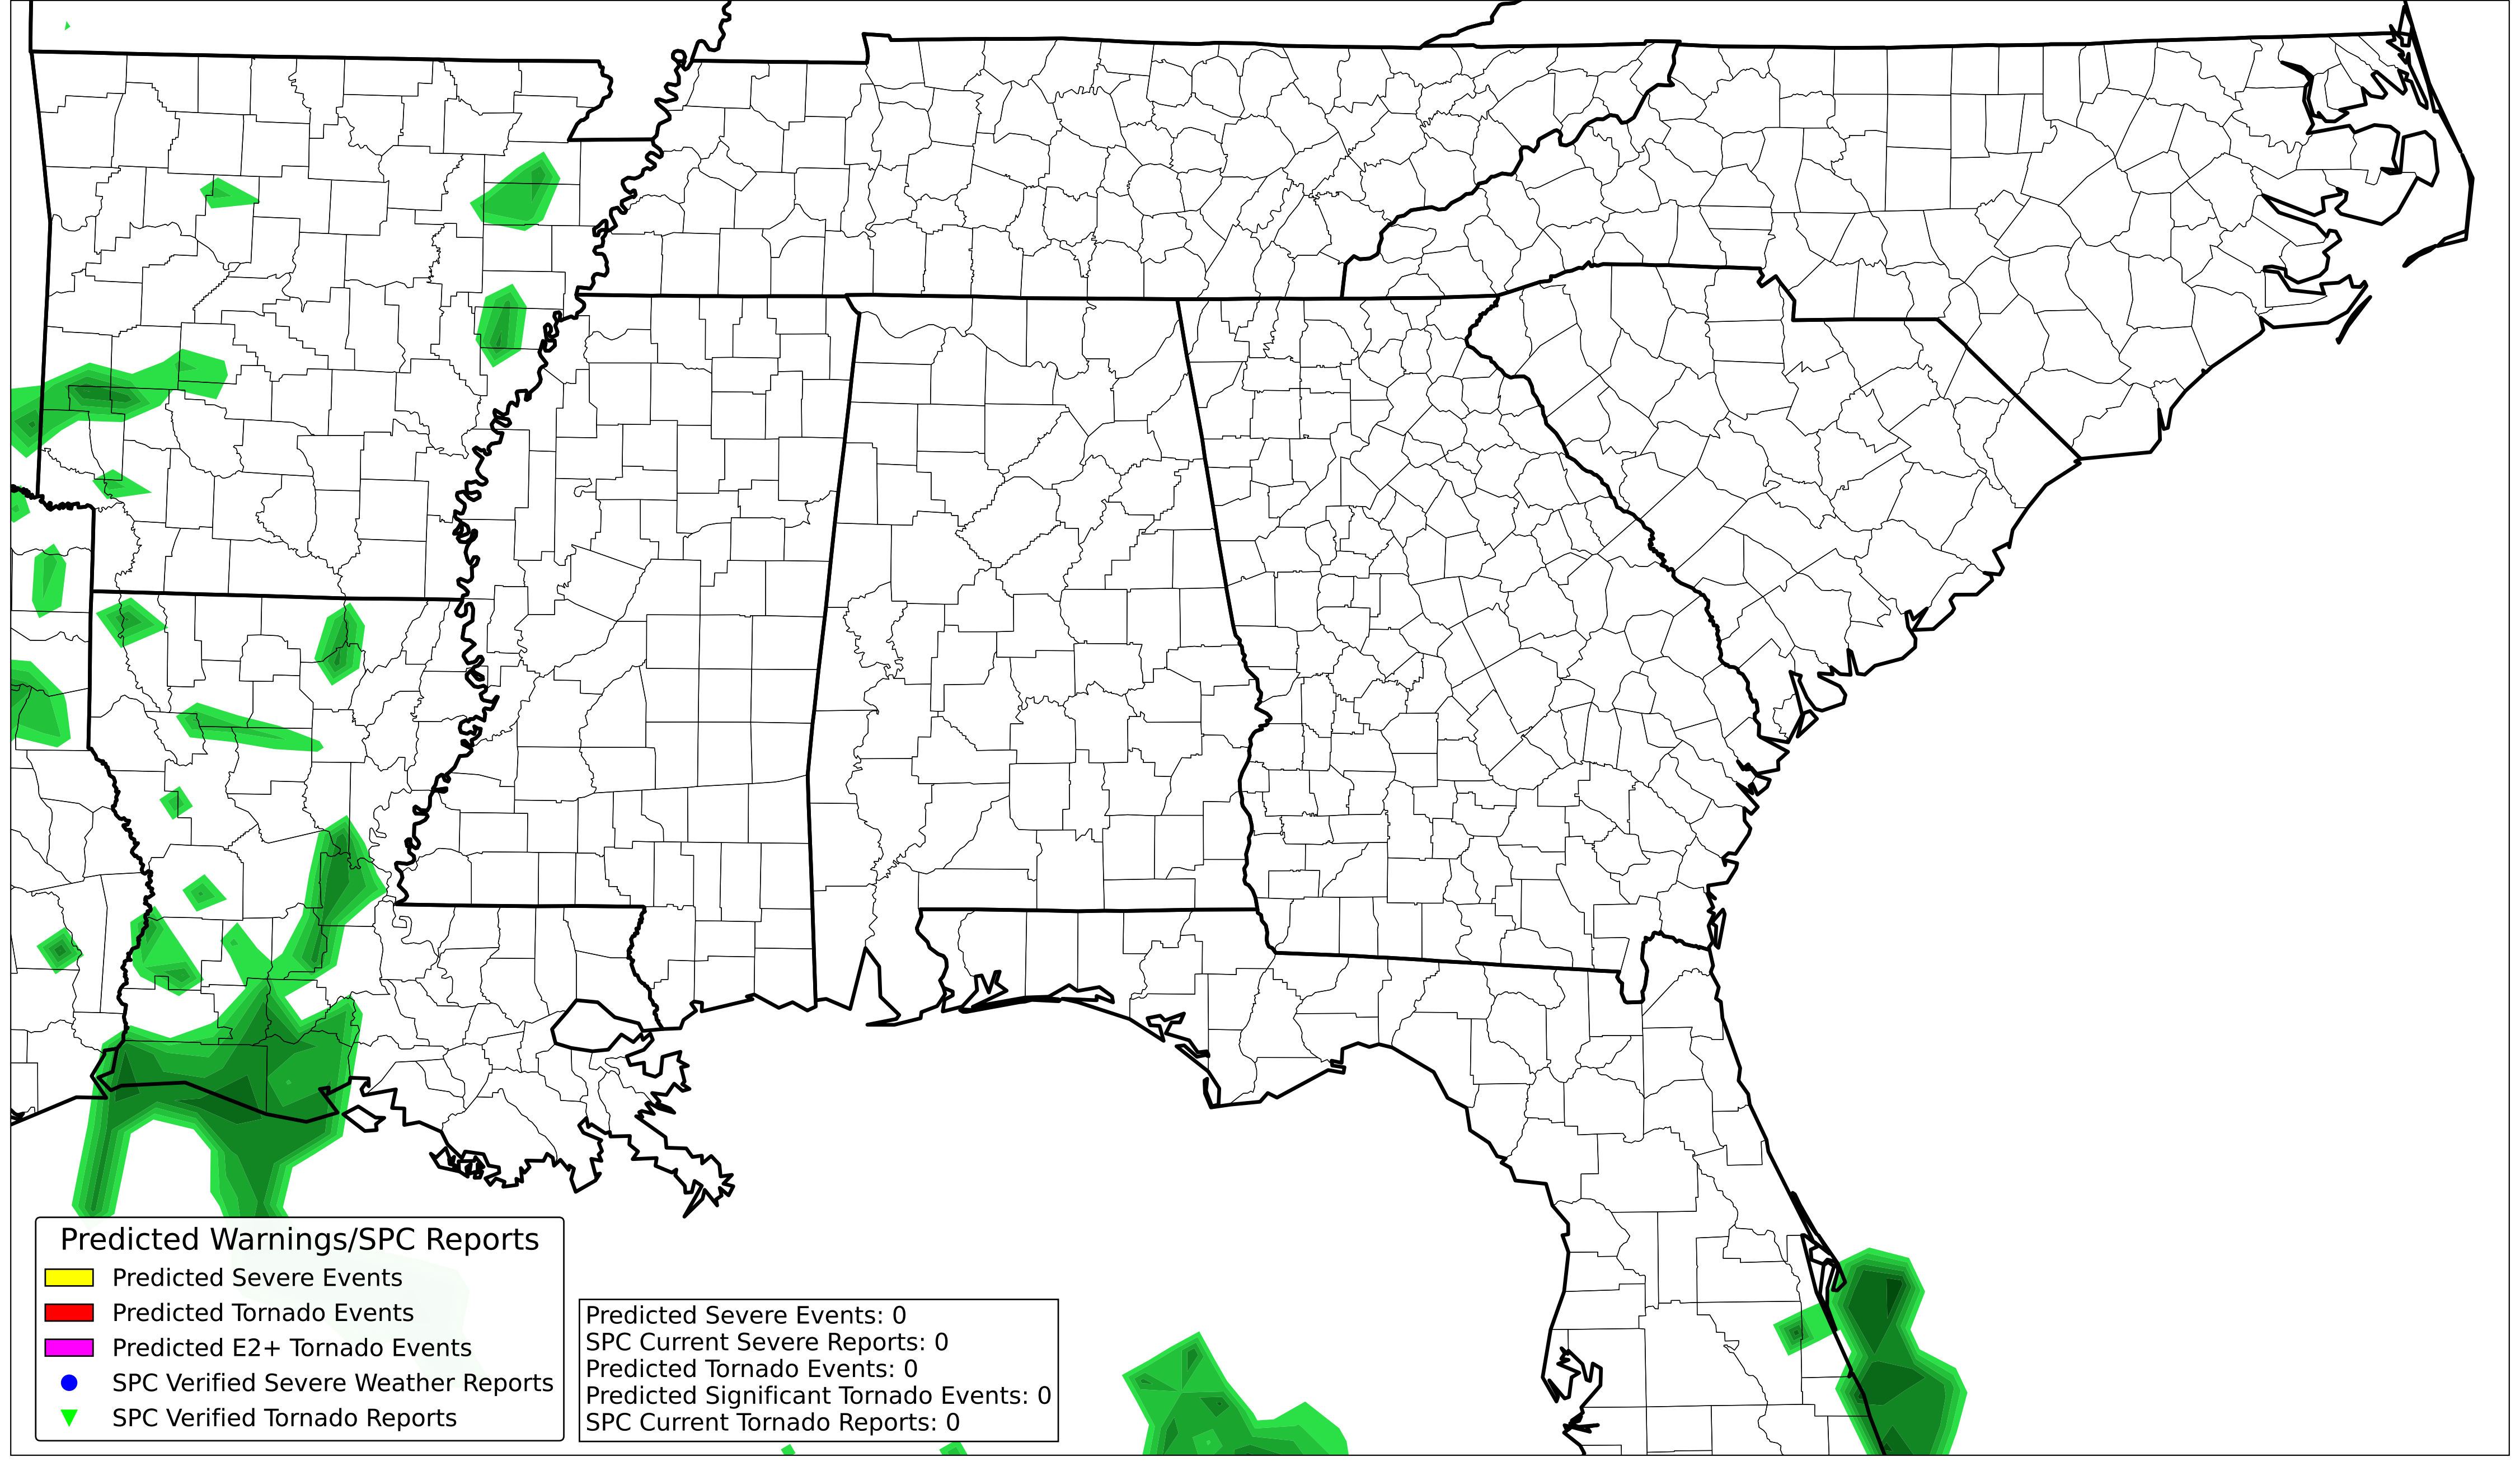 Predicted Warnings/SPC Reports
Predicted Severe Events
Predicted Tornado Events
Predicted E2+ Tornado Events
SPC Verified Severe Weather Reports
SPC Verified Tornado Reports
Predicted Severe Events: 0
SPC Current Severe Reports: 0
Predicted Tornado Events: 0
Predicted Significant Tornado Events: 0
SPC Current Tornado Reports: 0